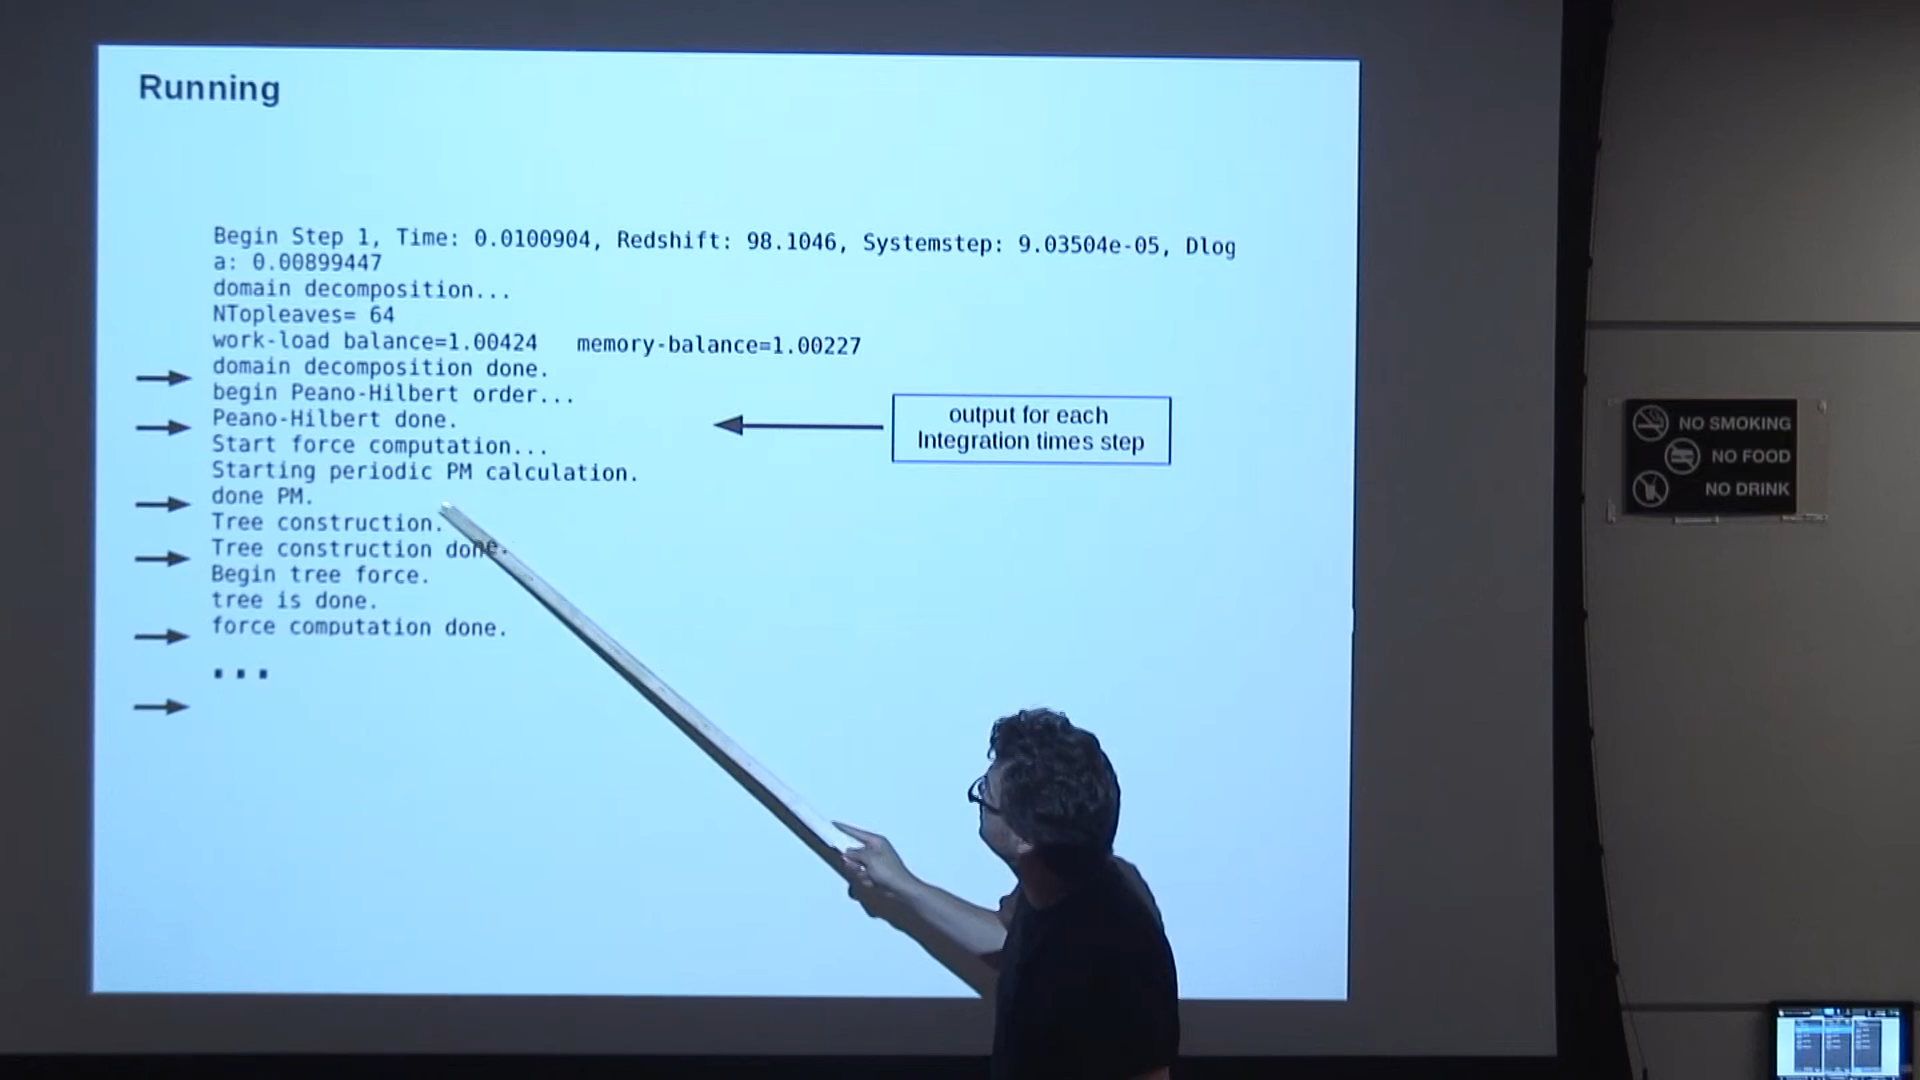 Running
Begin Step 1, Time: 0.0100904, Redshift: 98.1046, Systemstep: 9.03504e-05, Dlog
a: 0.00899447
domain decomposition...
NTopleaves= 64
work-load balance=1.00424   memory-balance=1.00227
domain decomposition done.
begin Peano-Hilbert order...
Peano-Hilbert done.
Start force computation...
Starting periodic PM calculation.
done PM.
Tree construction.
Tree construction done.
Begin tree force.
tree is done.
force computation done.
...
output for each
Integration times step
NO SMOKING
NO FOOD
NO DRINK